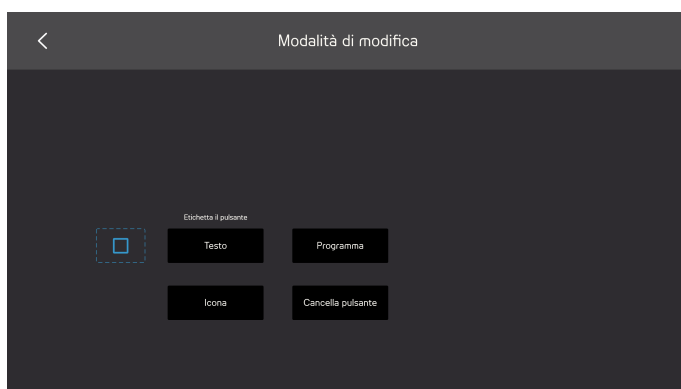 Modalità di modifica
Etichetta il pulsante
Testo
Programma
Icona
Cancella pulsante